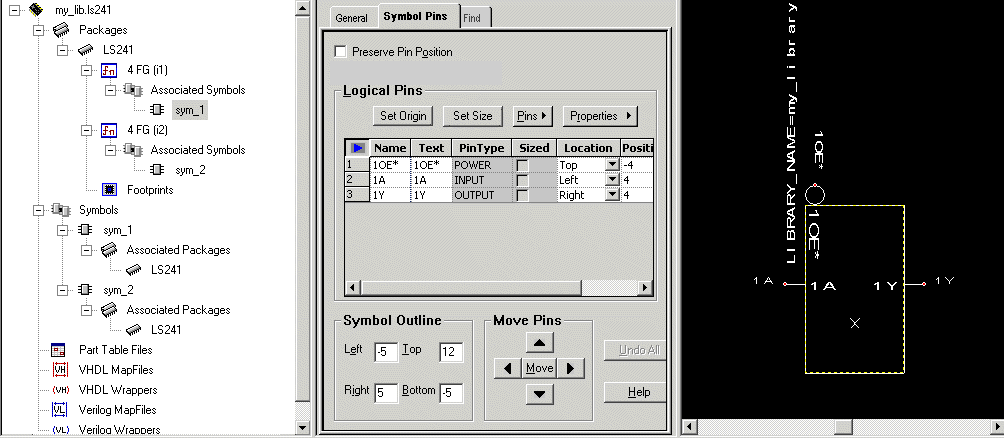 my_lib.ls241
Packages
LS241
4 FG (i1)
Associated Symbols
sym_1
4 FG (i2)
Associated Symbols
sym_2
Footprints
Symbols
sym_1
Associated Packages
LS241
sym_2
Associated Packages
LS241
Part Table Files
VHDL MapFiles
VHDL Wrappers
Verilog MapFiles
Verilog Wrappers
General Symbol Pins Find
Preserve Pin Position
Logical Pins
Set Origin Set Size Pins Properties
Name Text PinType Sized Location Positi
1 1OE* 1OE* POWER Top -4
2 1A 1A INPUT Left 4
3 1Y 1Y OUTPUT Right 4
Symbol Outline
Left -5 Top 12
Right 5 Bottom -5
Move Pins
Move
Undo All
Help
LIBRARY_NAME=my_library
1OE*
1OE*
1A 1A 1Y 1Y